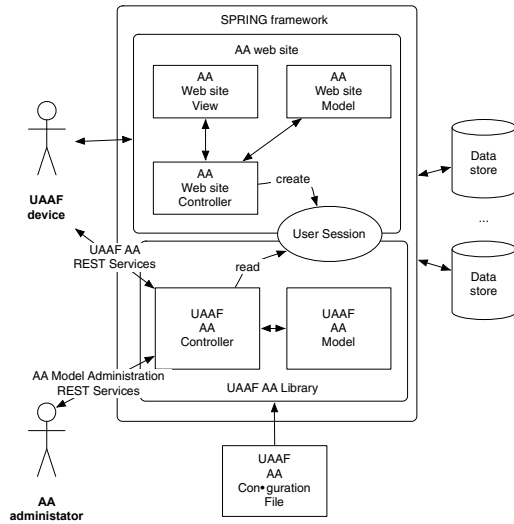 SPRING framework
AA web site
AA
Web site
View
AA
Web site
Model
AA
Web site
Controller
create
User Session
UAAF
device
Data
store
...
Data
store
UAAF AA
REST Services
read
UAAF
AA
Controller
UAAF
AA
Model
AA Model Administration
REST Services
UAAF AA Library
AA
administator
UAAF
AA
Con•guration
File